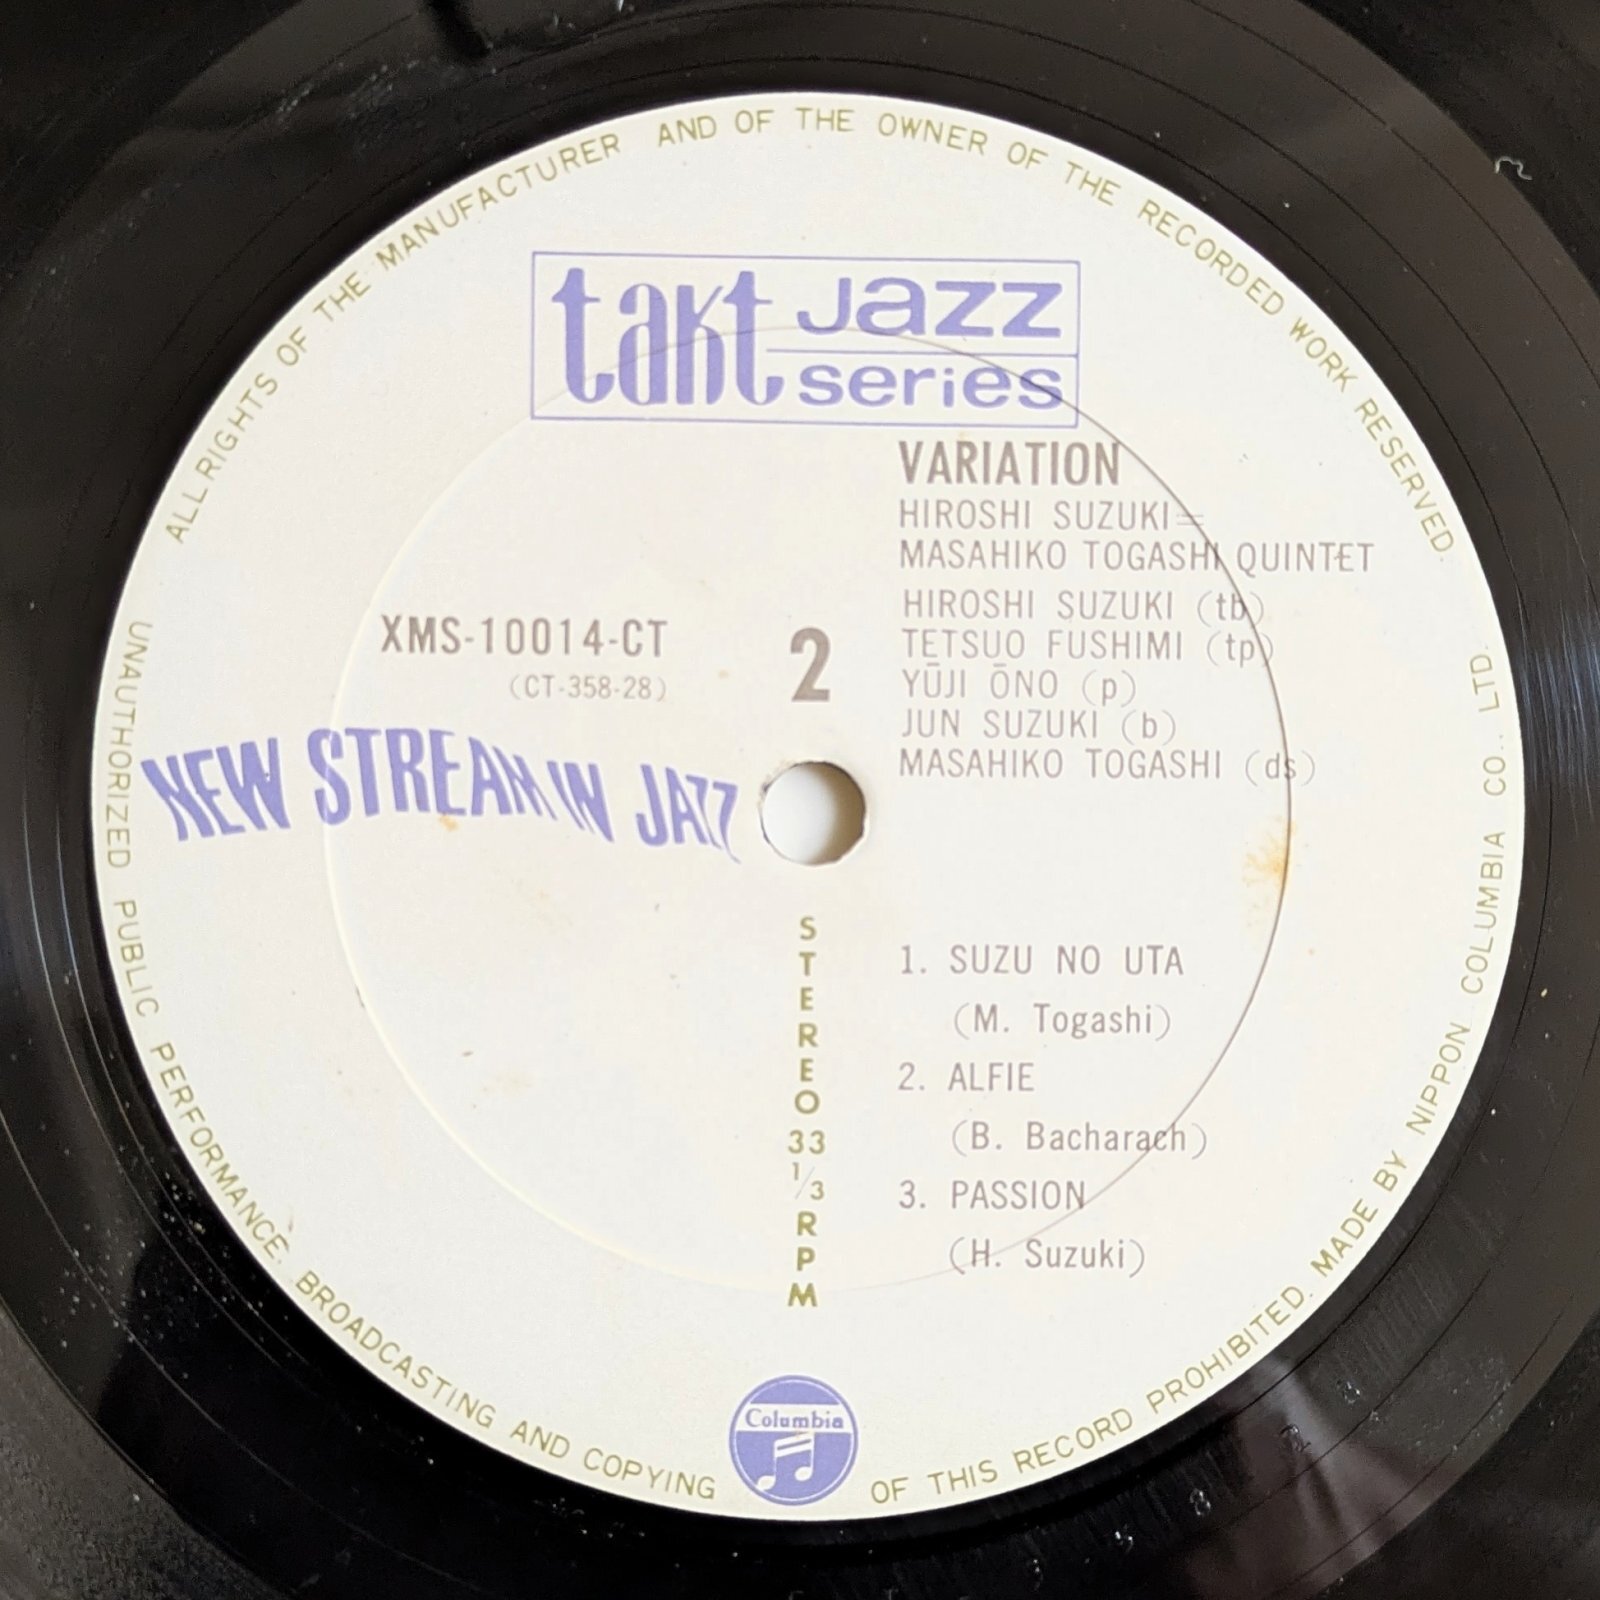 ALL RIGHTS OF THE MANUFACTURER AND OF THE OWNER OF THE RECORDED WORK RESERVED.
takt Jazz series
VARIATION
HIROSHI SUZUKI=
MASAHIKO TOGASHI QUINTET
HIROSHI SUZUKI (tb)
TETSUO FUSHIMI (tp)
YŪJI ŌNO (p)
JUN SUZUKI (b)
MASAHIKO TOGASHI (ds)
XMS-10014-CT
(CT-358-28)
2
NEW STREAM IN JAZZ
STEREO 33 1/3 RPM
1. SUZU NO UTA
(M. Togashi)
2. ALFIE
(B. Bacharach)
3. PASSION
(H. Suzuki)
Columbia
UNAUTHORIZED PUBLIC PERFORMANCE. BROADCASTING AND COPYING OF THIS RECORD PROHIBITED. MADE BY NIPPON COLUMBIA CO., LTD.